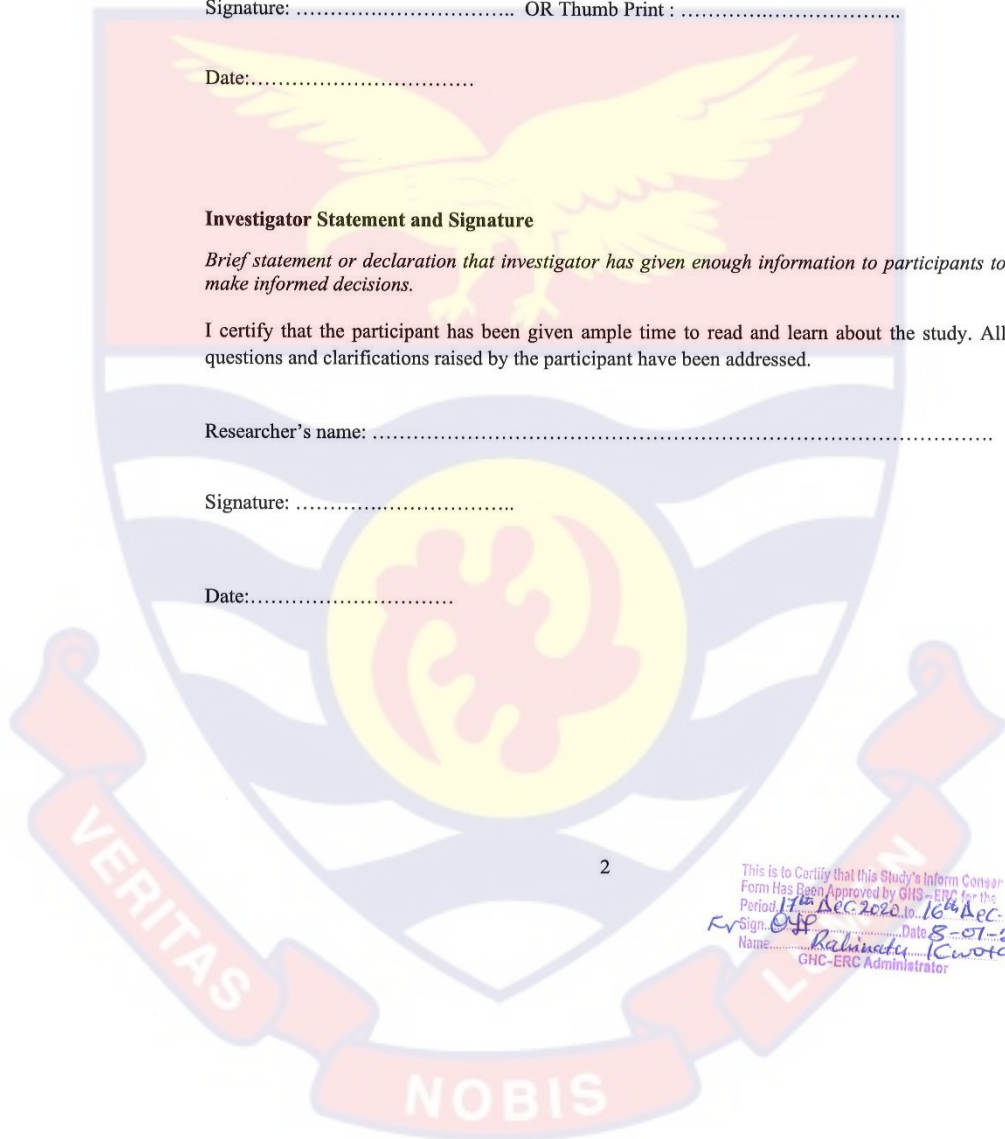 Signature: ………….…………………….. OR Thumb Print : ………….………………….
Date:……………………………
Investigator Statement and Signature
Brief statement or declaration that investigator has given enough information to participants to
make informed decisions.
I certify that the participant has been given ample time to read and learn about the study. All
questions and clarifications raised by the participant have been addressed.
Researcher’s name: ……………………………………………………………………………….
Signature: ………….………………….
Date:…………………………
2
This is to Certify that this Study's Inform Consen
Form Has Been Approved by GHS-ERC for the
Period 17th Dec 2020 to 16th Dec.
Sign. Date 8-01-
Name Rahinatu
GHC-ERC Administrator
VERITAS
NOBIS